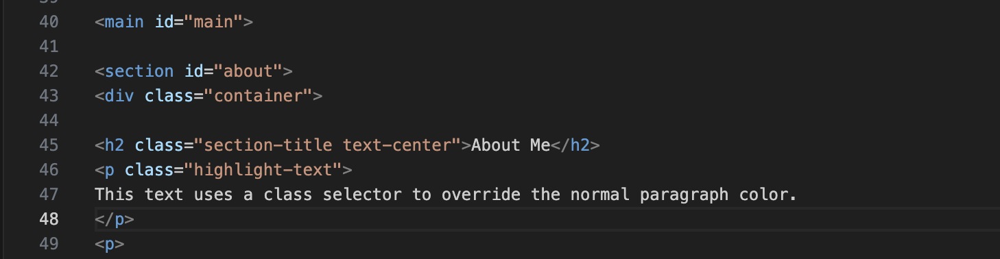 39
40 <main id="main">
41
42 <section id="about">
43 <div class="container">
44
45 <h2 class="section-title text-center">About Me</h2>
46 <p class="highlight-text">
47 This text uses a class selector to override the normal paragraph color.
48 </p>
49 <p>